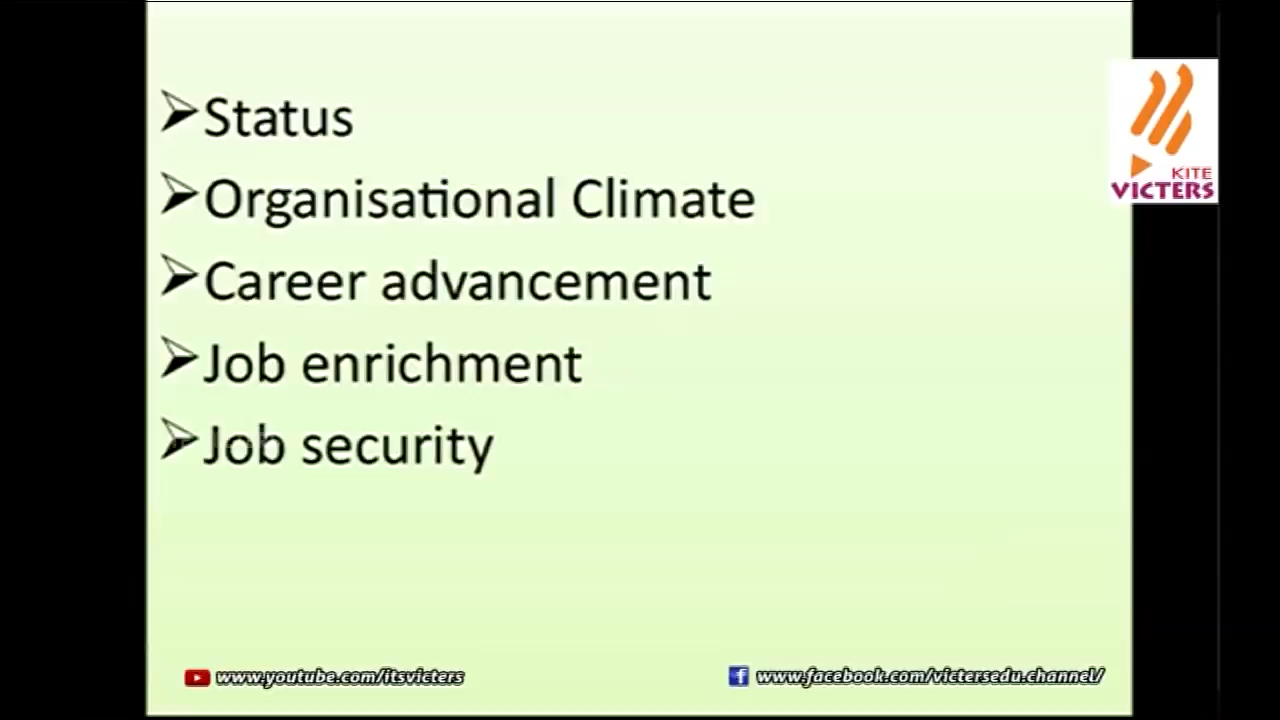 Status
Organisational Climate
Career advancement
Job enrichment
Job security
KITE
VICTERS
www.youtube.com/itsvicters
www.facebook.com/victersedu.channel/